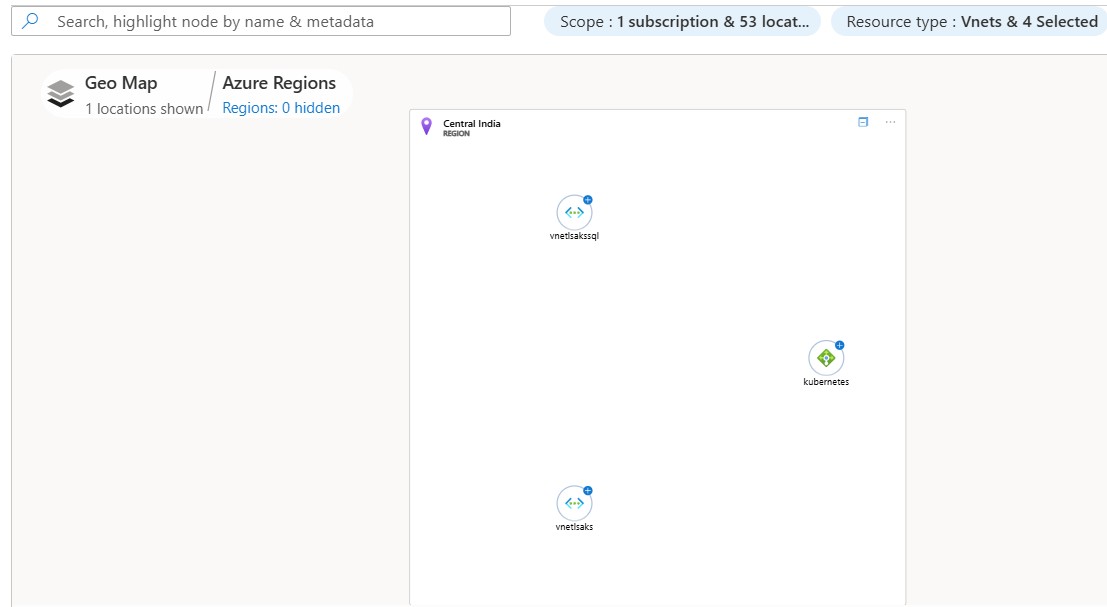 Search, highlight node by name & metadata
Scope : 1 subscription & 53 locat...
Resource type : Vnets & 4 Selected
Geo Map
1 locations shown
Azure Regions
Regions: 0 hidden
Central India
REGION
vnetlsakssql
kubernetes
vnetlsaks